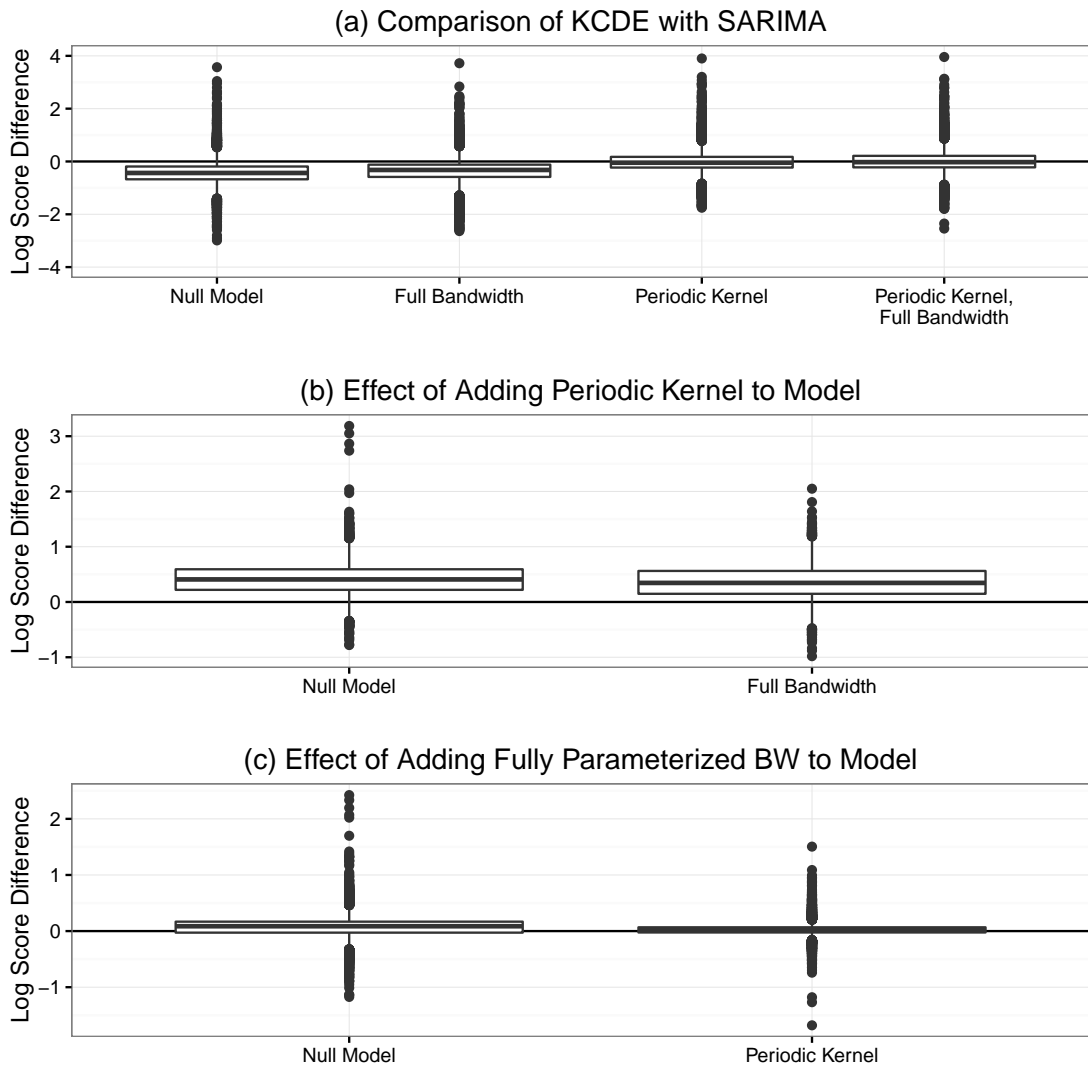 (a) Comparison of KCDE with SARIMA
Log Score Difference
4
2
0
−2
−4
Null Model
Full Bandwidth
Periodic Kernel
Periodic Kernel,
Full Bandwidth
(b) Effect of Adding Periodic Kernel to Model
Log Score Difference
3
2
1
0
−1
Null Model
Full Bandwidth
(c) Effect of Adding Fully Parameterized BW to Model
Log Score Difference
2
1
0
−1
Null Model
Periodic Kernel